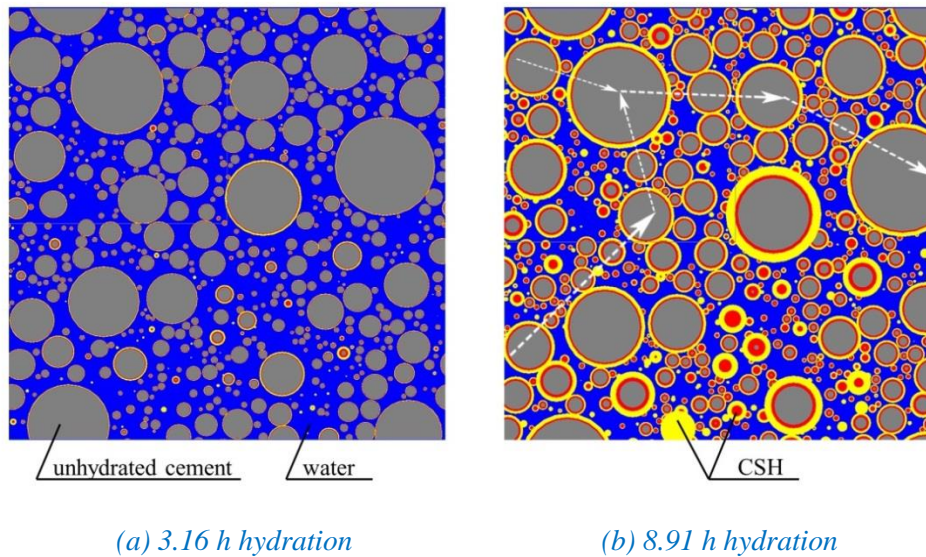 unhydrated cement
water
CSH
(a) 3.16 h hydration
(b) 8.91 h hydration